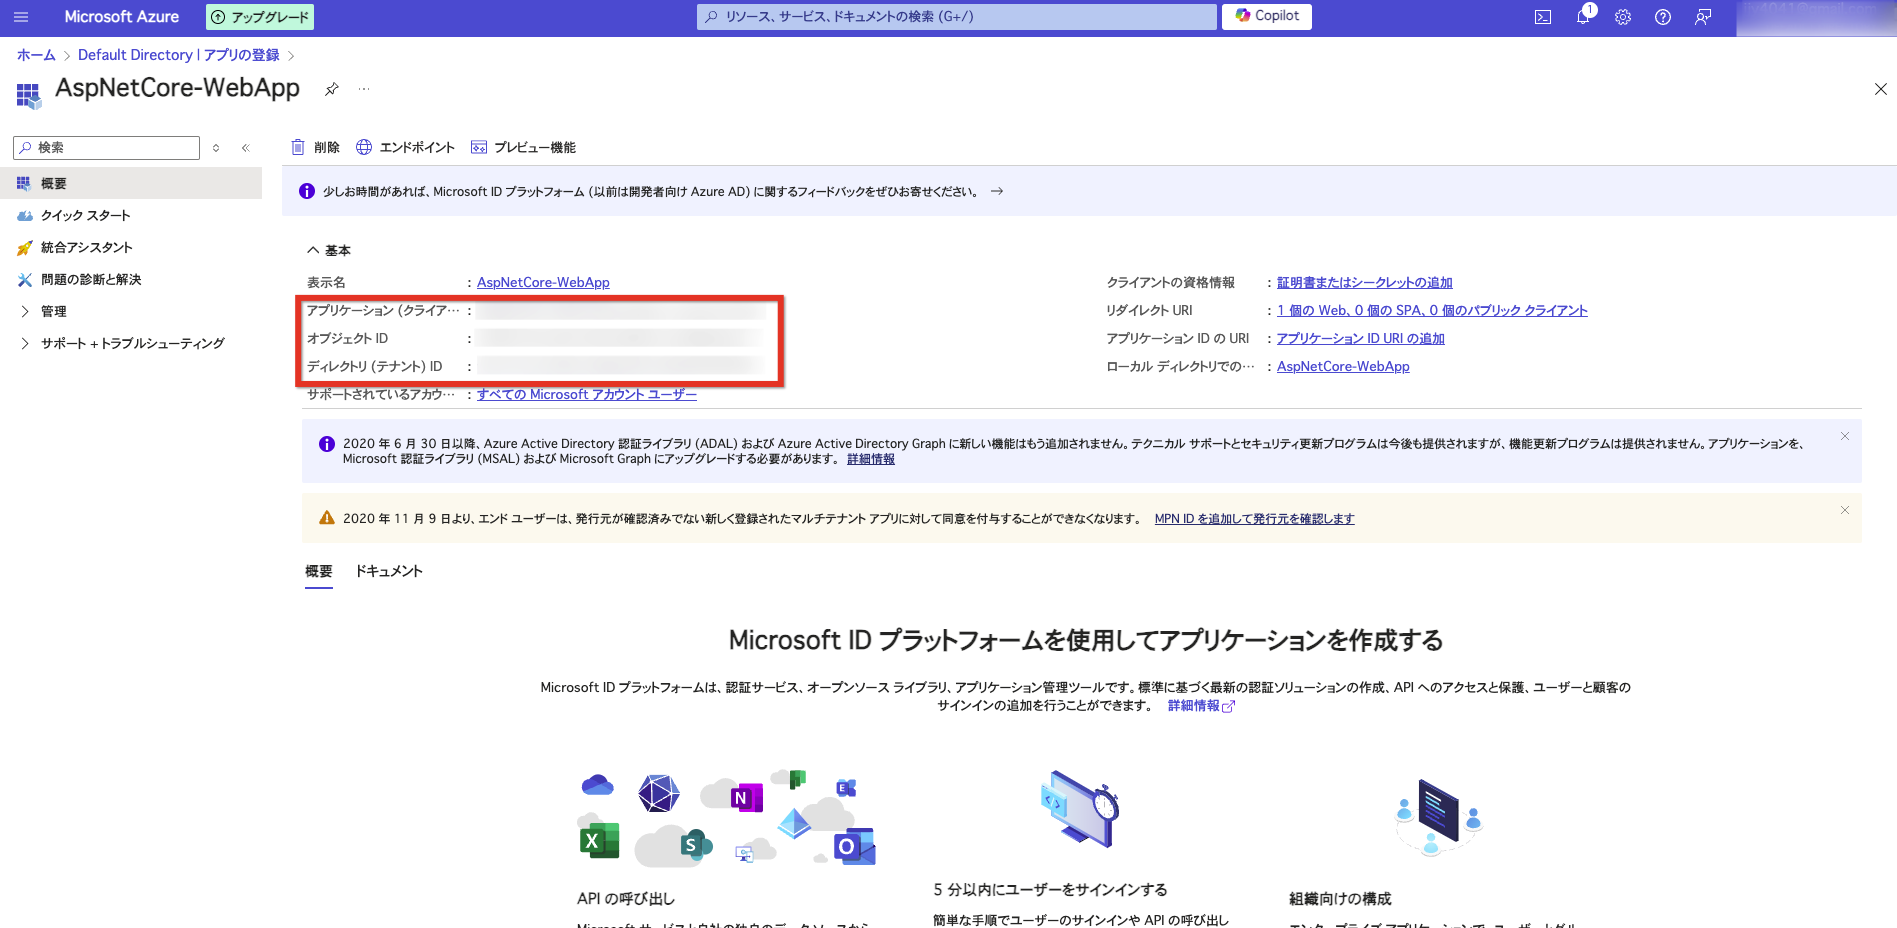 Microsoft Azure
アップグレード
リソース、サービス、ドキュメントの検索 (G+/)
Copilot
1
ホーム
Default Directory | アプリの登録
AspNetCore-WebApp
検索
削除
エンドポイント
プレビュー機能
概要
クイック スタート
統合アシスタント
問題の診断と解決
管理
サポート + トラブルシューティング
少しお時間があれば、Microsoft ID プラットフォーム (以前は開発者向け Azure AD) に関するフィードバックをぜひお寄せください。 →
基本
表示名 : AspNetCore-WebApp
アプリケーション (クライア… :
オブジェクト ID :
ディレクトリ (テナント) ID :
サポートされているアカウ… : すべての Microsoft アカウント ユーザー
クライアントの資格情報 : 証明書またはシークレットの追加
リダイレクト URI : 1 個の Web、0 個の SPA、0 個のパブリック クライアント
アプリケーション ID の URI : アプリケーション ID URI の追加
ローカル ディレクトリでの… : AspNetCore-WebApp
2020 年 6 月 30 日以降、Azure Active Directory 認証ライブラリ (ADAL) および Azure Active Directory Graph に新しい機能はもう追加されません。テクニカル サポートとセキュリティ更新プログラムは今後も提供されますが、機能更新プログラムは提供されません。アプリケーションを、
Microsoft 認証ライブラリ (MSAL) および Microsoft Graph にアップグレードする必要があります。 詳細情報
2020 年 11 月 9 日より、エンド ユーザーは、発行元が確認済みでない新しく登録されたマルチテナント アプリに対して同意を付与することができなくなります。 MPN ID を追加して発行元を確認します
概要
ドキュメント
Microsoft ID プラットフォームを使用してアプリケーションを作成する
Microsoft ID プラットフォームは、認証サービス、オープンソース ライブラリ、アプリケーション管理ツールです。標準に基づく最新の認証ソリューションの作成、API へのアクセスと保護、ユーザーと顧客の
サインインの追加を行うことができます。 詳細情報
N
E
X
S
O
API の呼び出し
5 分以内にユーザーをサインインする
簡単な手順でユーザーのサインインや API の呼び出し
組織向けの構成